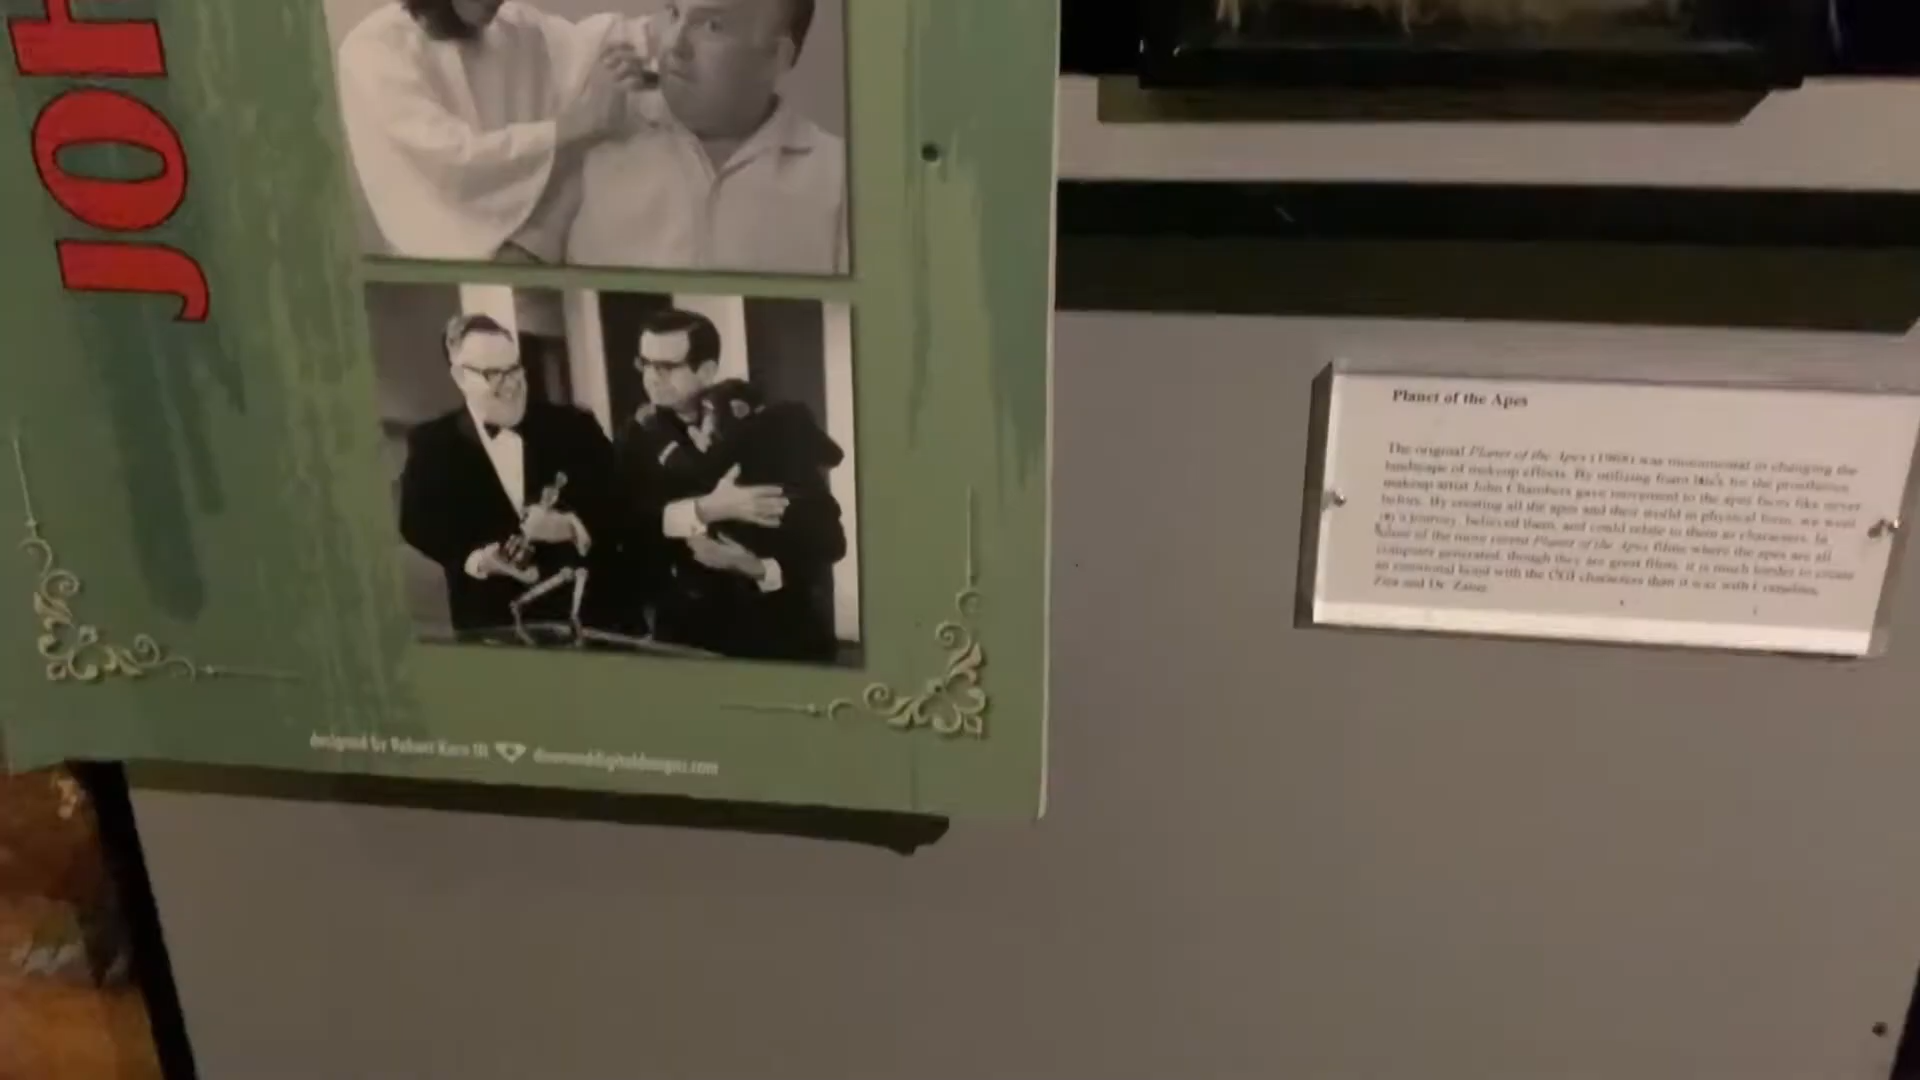 JOH
designed by Robert Kurn III diamonddigitaldesigns.com
Planet of the Apes
The original Planet of the Apes (1968) was monumental in changing the
landscape of makeup effects. By utilizing foam latex for the prosthetics,
makeup artist John Chambers gave movement to the apes faces like never
before. By creating all the apes and their world in physical form, we went
on a journey, believed them, and could relate to them as characters. In
some of the more recent Planet of the Apes films where the apes are all
computer generated, though they are great films, it is much harder to create
an emotional bond with the CGI characters than it was with Cornelius,
Zira and Dr. Zaius.